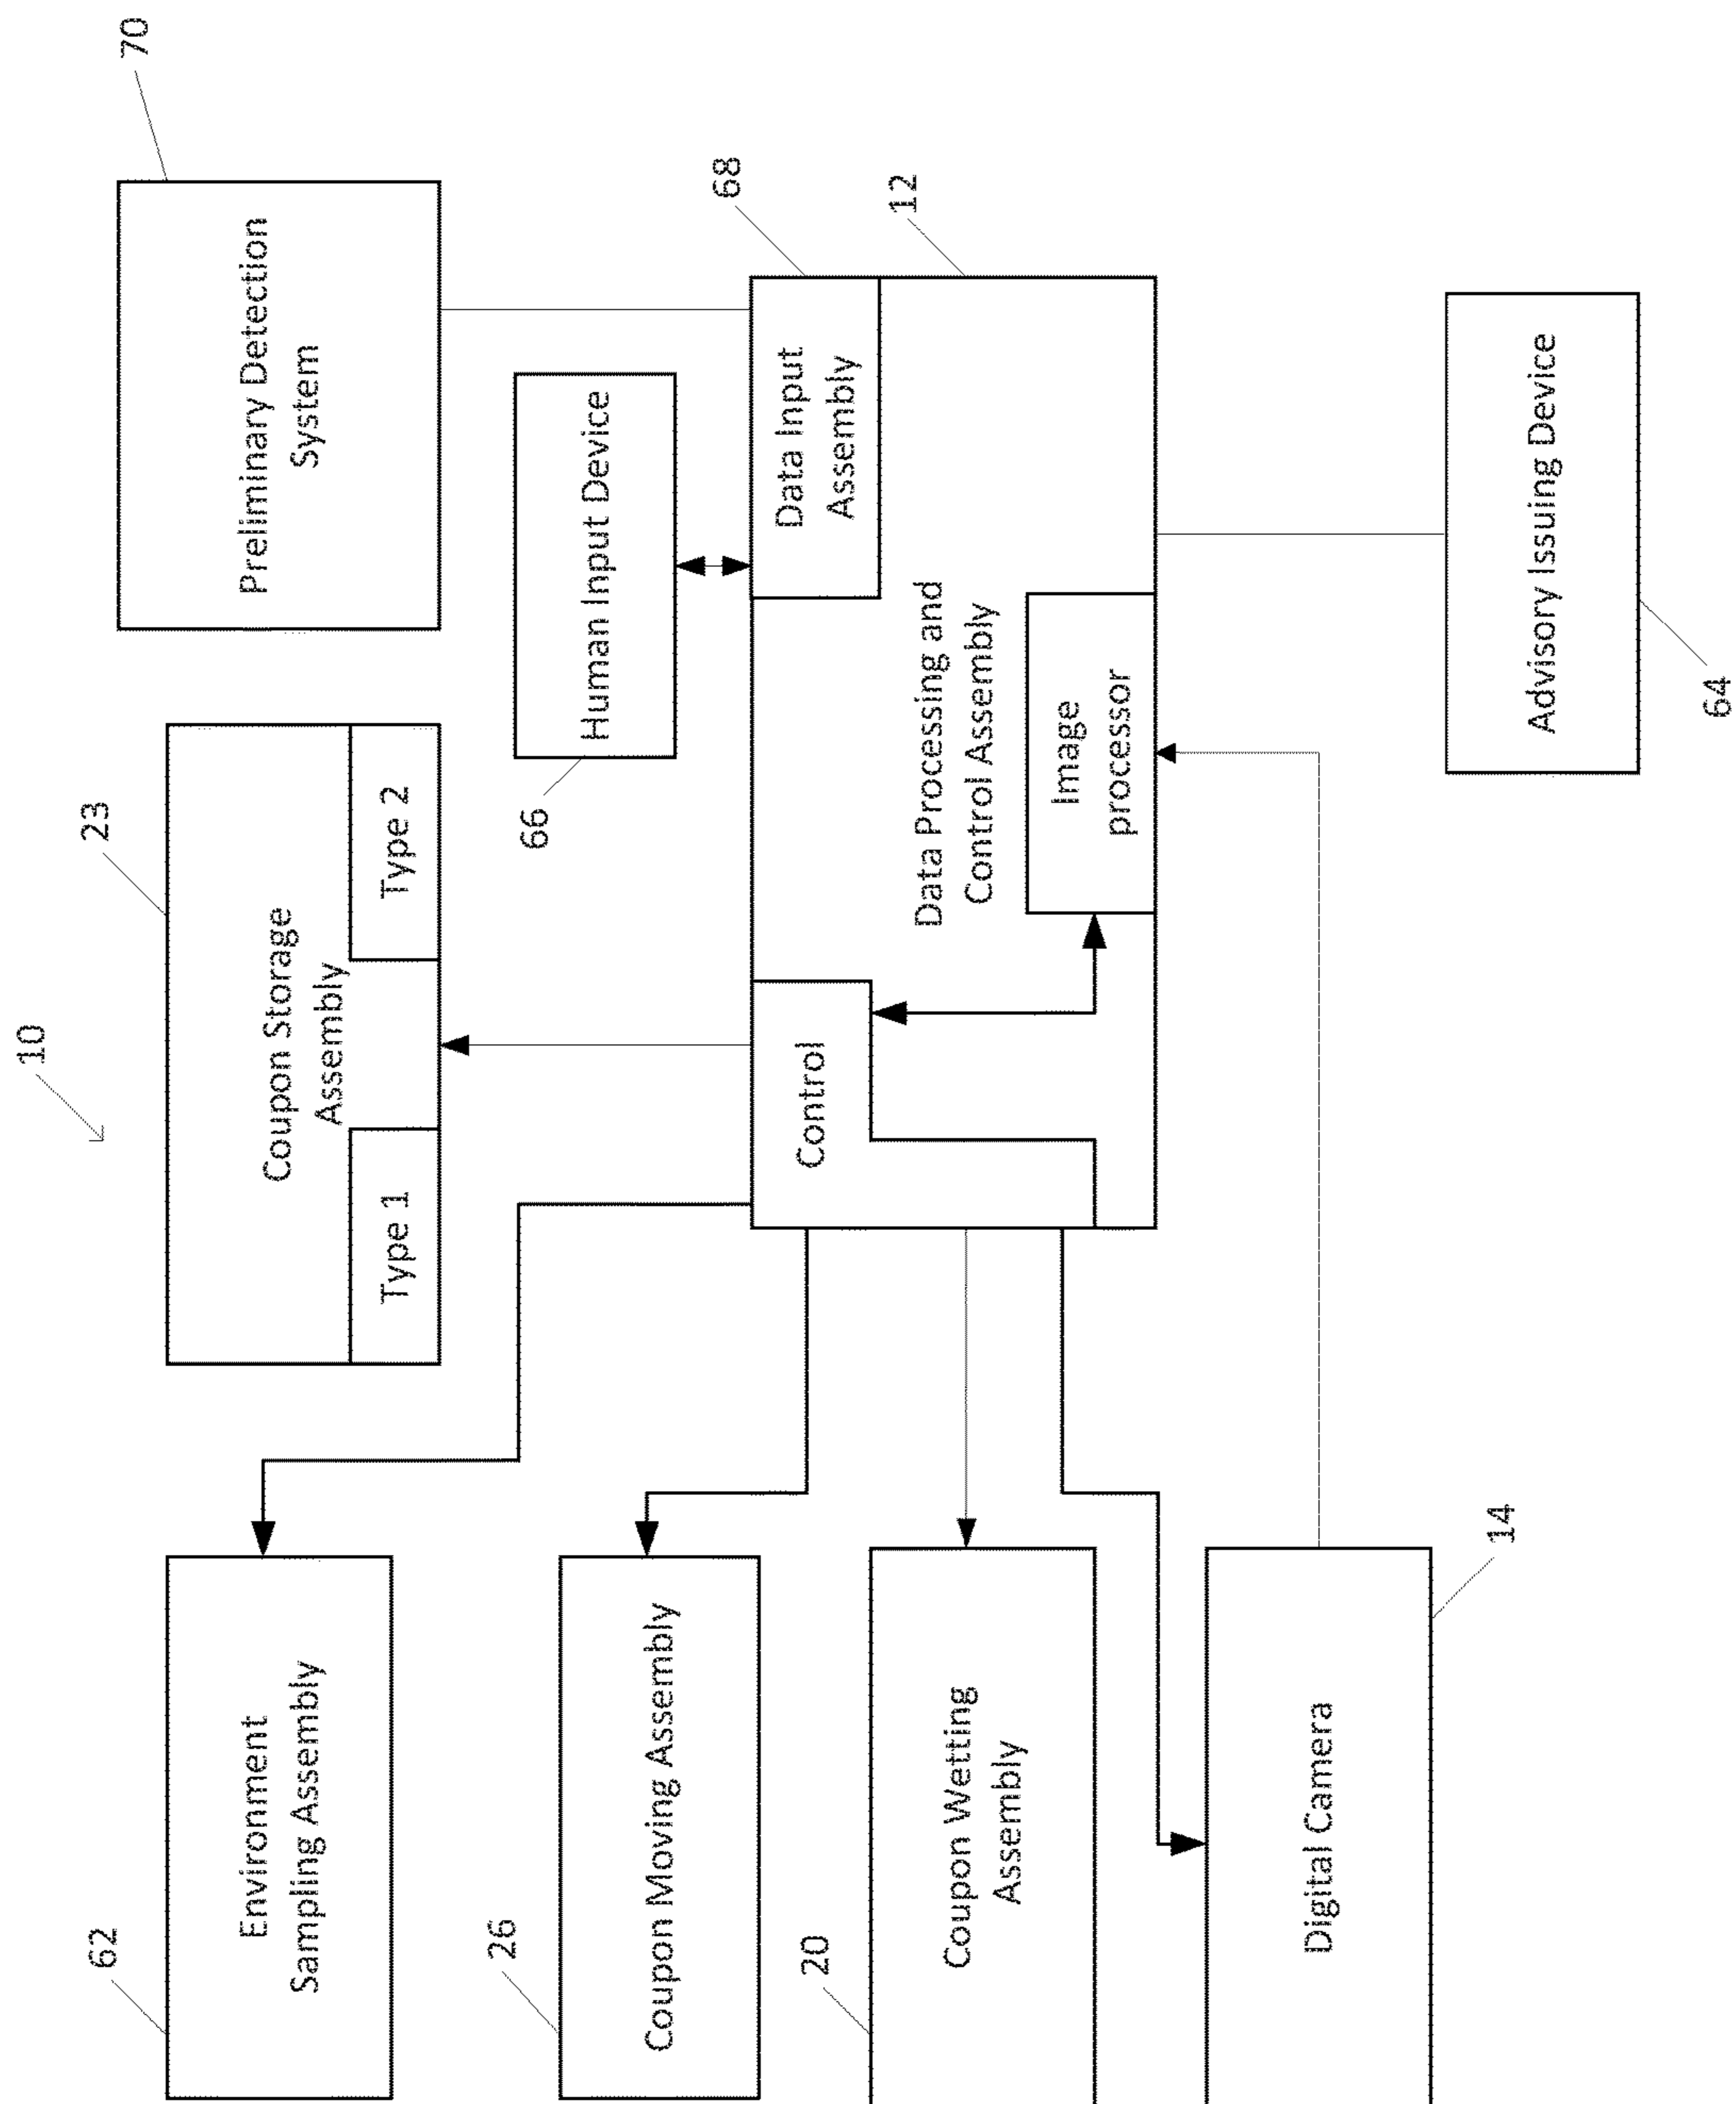 10
62
Environment
Sampling Assembly
23
Coupon Storage
Assembly
Type 1
Type 2
70
Preliminary Detection
System
26
Coupon Moving Assembly
66
Human Input Device
68
Data Input
Assembly
12
Control
Data Processing and
Control Assembly
Image
processor
20
Coupon Wetting
Assembly
14
Digital Camera
Advisory Issuing Device
64